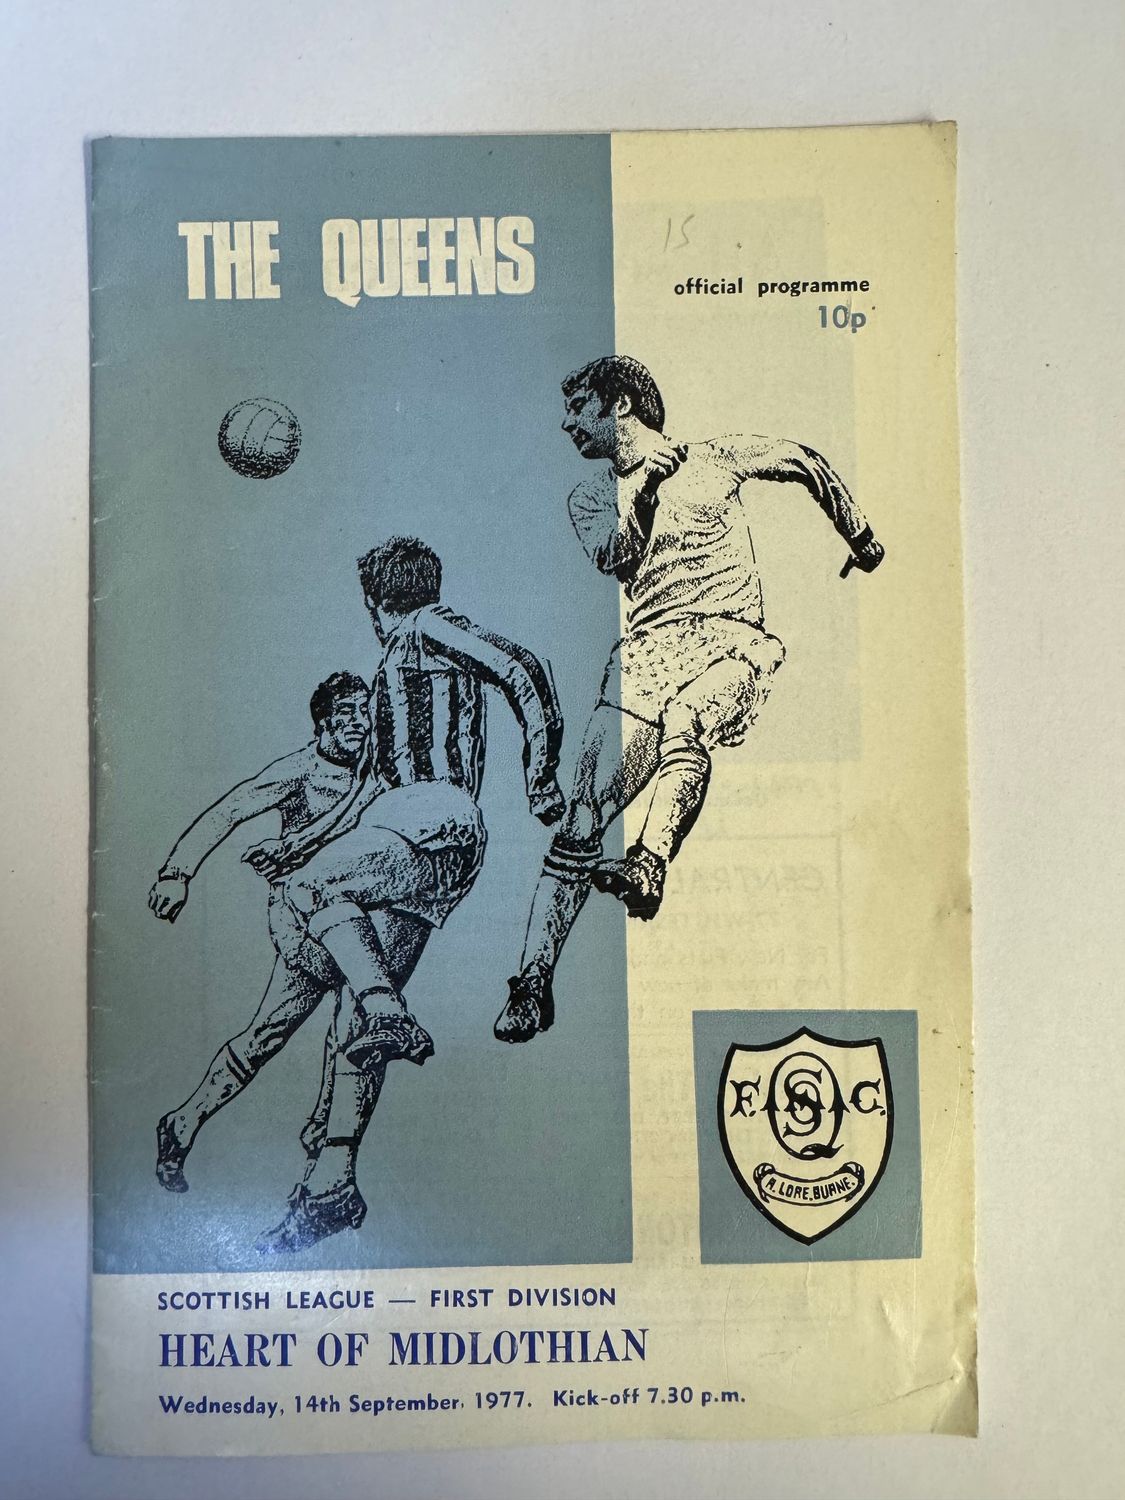 THE QUEENS
15
official programme
10p
F. QSFC C.
A. LORE. BURNE.
SCOTTISH LEAGUE — FIRST DIVISION
HEART OF MIDLOTHIAN
Wednesday, 14th September, 1977. Kick-off 7.30 p.m.